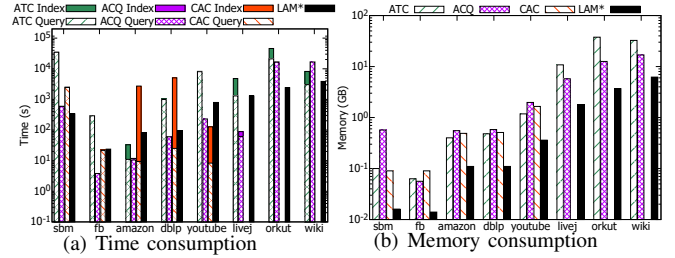 ATC Index ACQ Index CAC Index LAM*
ATC Query ACQ Query CAC Query
Time (s)
10^5
10^4
10^3
10^2
10^1
10^0
10^-1
sbm fb amazon dblp youtube livej orkut wiki
(a) Time consumption
ATC ACQ CAC LAM*
Memory (GB)
10^2
10^1
10^0
10^-1
10^-2
sbm fb amazon dblp youtube livej orkut wiki
(b) Memory consumption